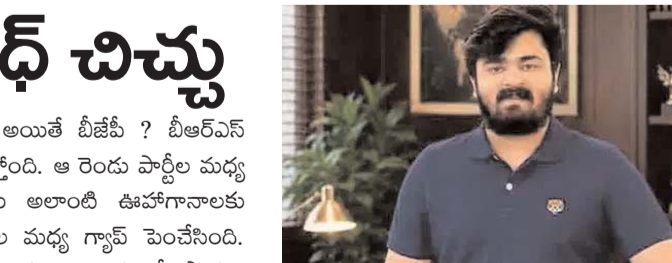 చిచ్చు
అయితే బీజేపీ ? బీఆర్ఎస్
ఆ రెండు పార్టీల మధ్య
అలాంటి ఊహాగానాలకు
మధ్య గ్యాప్ పెంచేసింది.